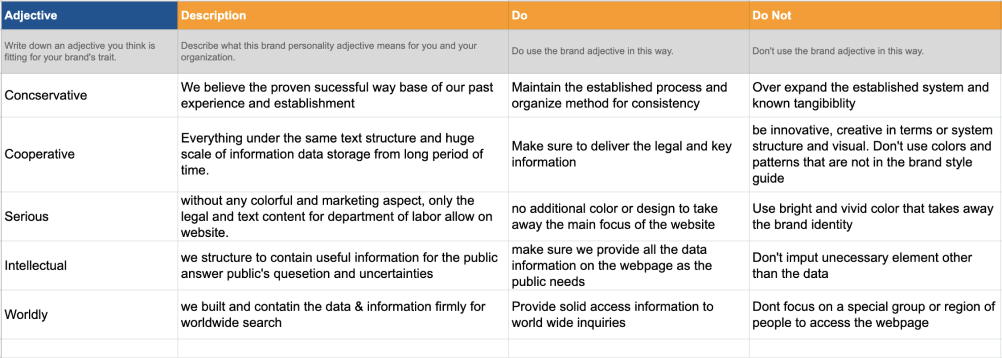 Adjective
Description
Do
Do Not
Write down an adjective you think is
fitting for your brand's trait.
Describe what this brand personality adjective means for you and your
organization.
Do use the brand adjective in this way.
Don't use the brand adjective in this way.
Concservative
We believe the proven sucessful way base of our past
experience and establishment
Maintain the established process and
organize method for consistency
Over expand the established system and
known tangibiblity
Cooperative
Everything under the same text structure and huge
scale of information data storage from long period of
time.
Make sure to deliver the legal and key
information
be innovative, creative in terms or system
structure and visual. Don't use colors and
patterns that are not in the brand style
guide
Serious
without any colorful and marketing aspect, only the
legal and text content for department of labor allow on
website.
no additional color or design to take
away the main focus of the website
Use bright and vivid color that takes away
the brand identity
Intellectual
we structure to contain useful information for the public
answer public's quesetion and uncertainties
make sure we provide all the data
information on the webpage as the
public needs
Don't imput unecessary element other
than the data
Worldly
we built and contatin the data & information firmly for
worldwide search
Provide solid access information to
world wide inquiries
Dont focus on a special group or region of
people to access the webpage